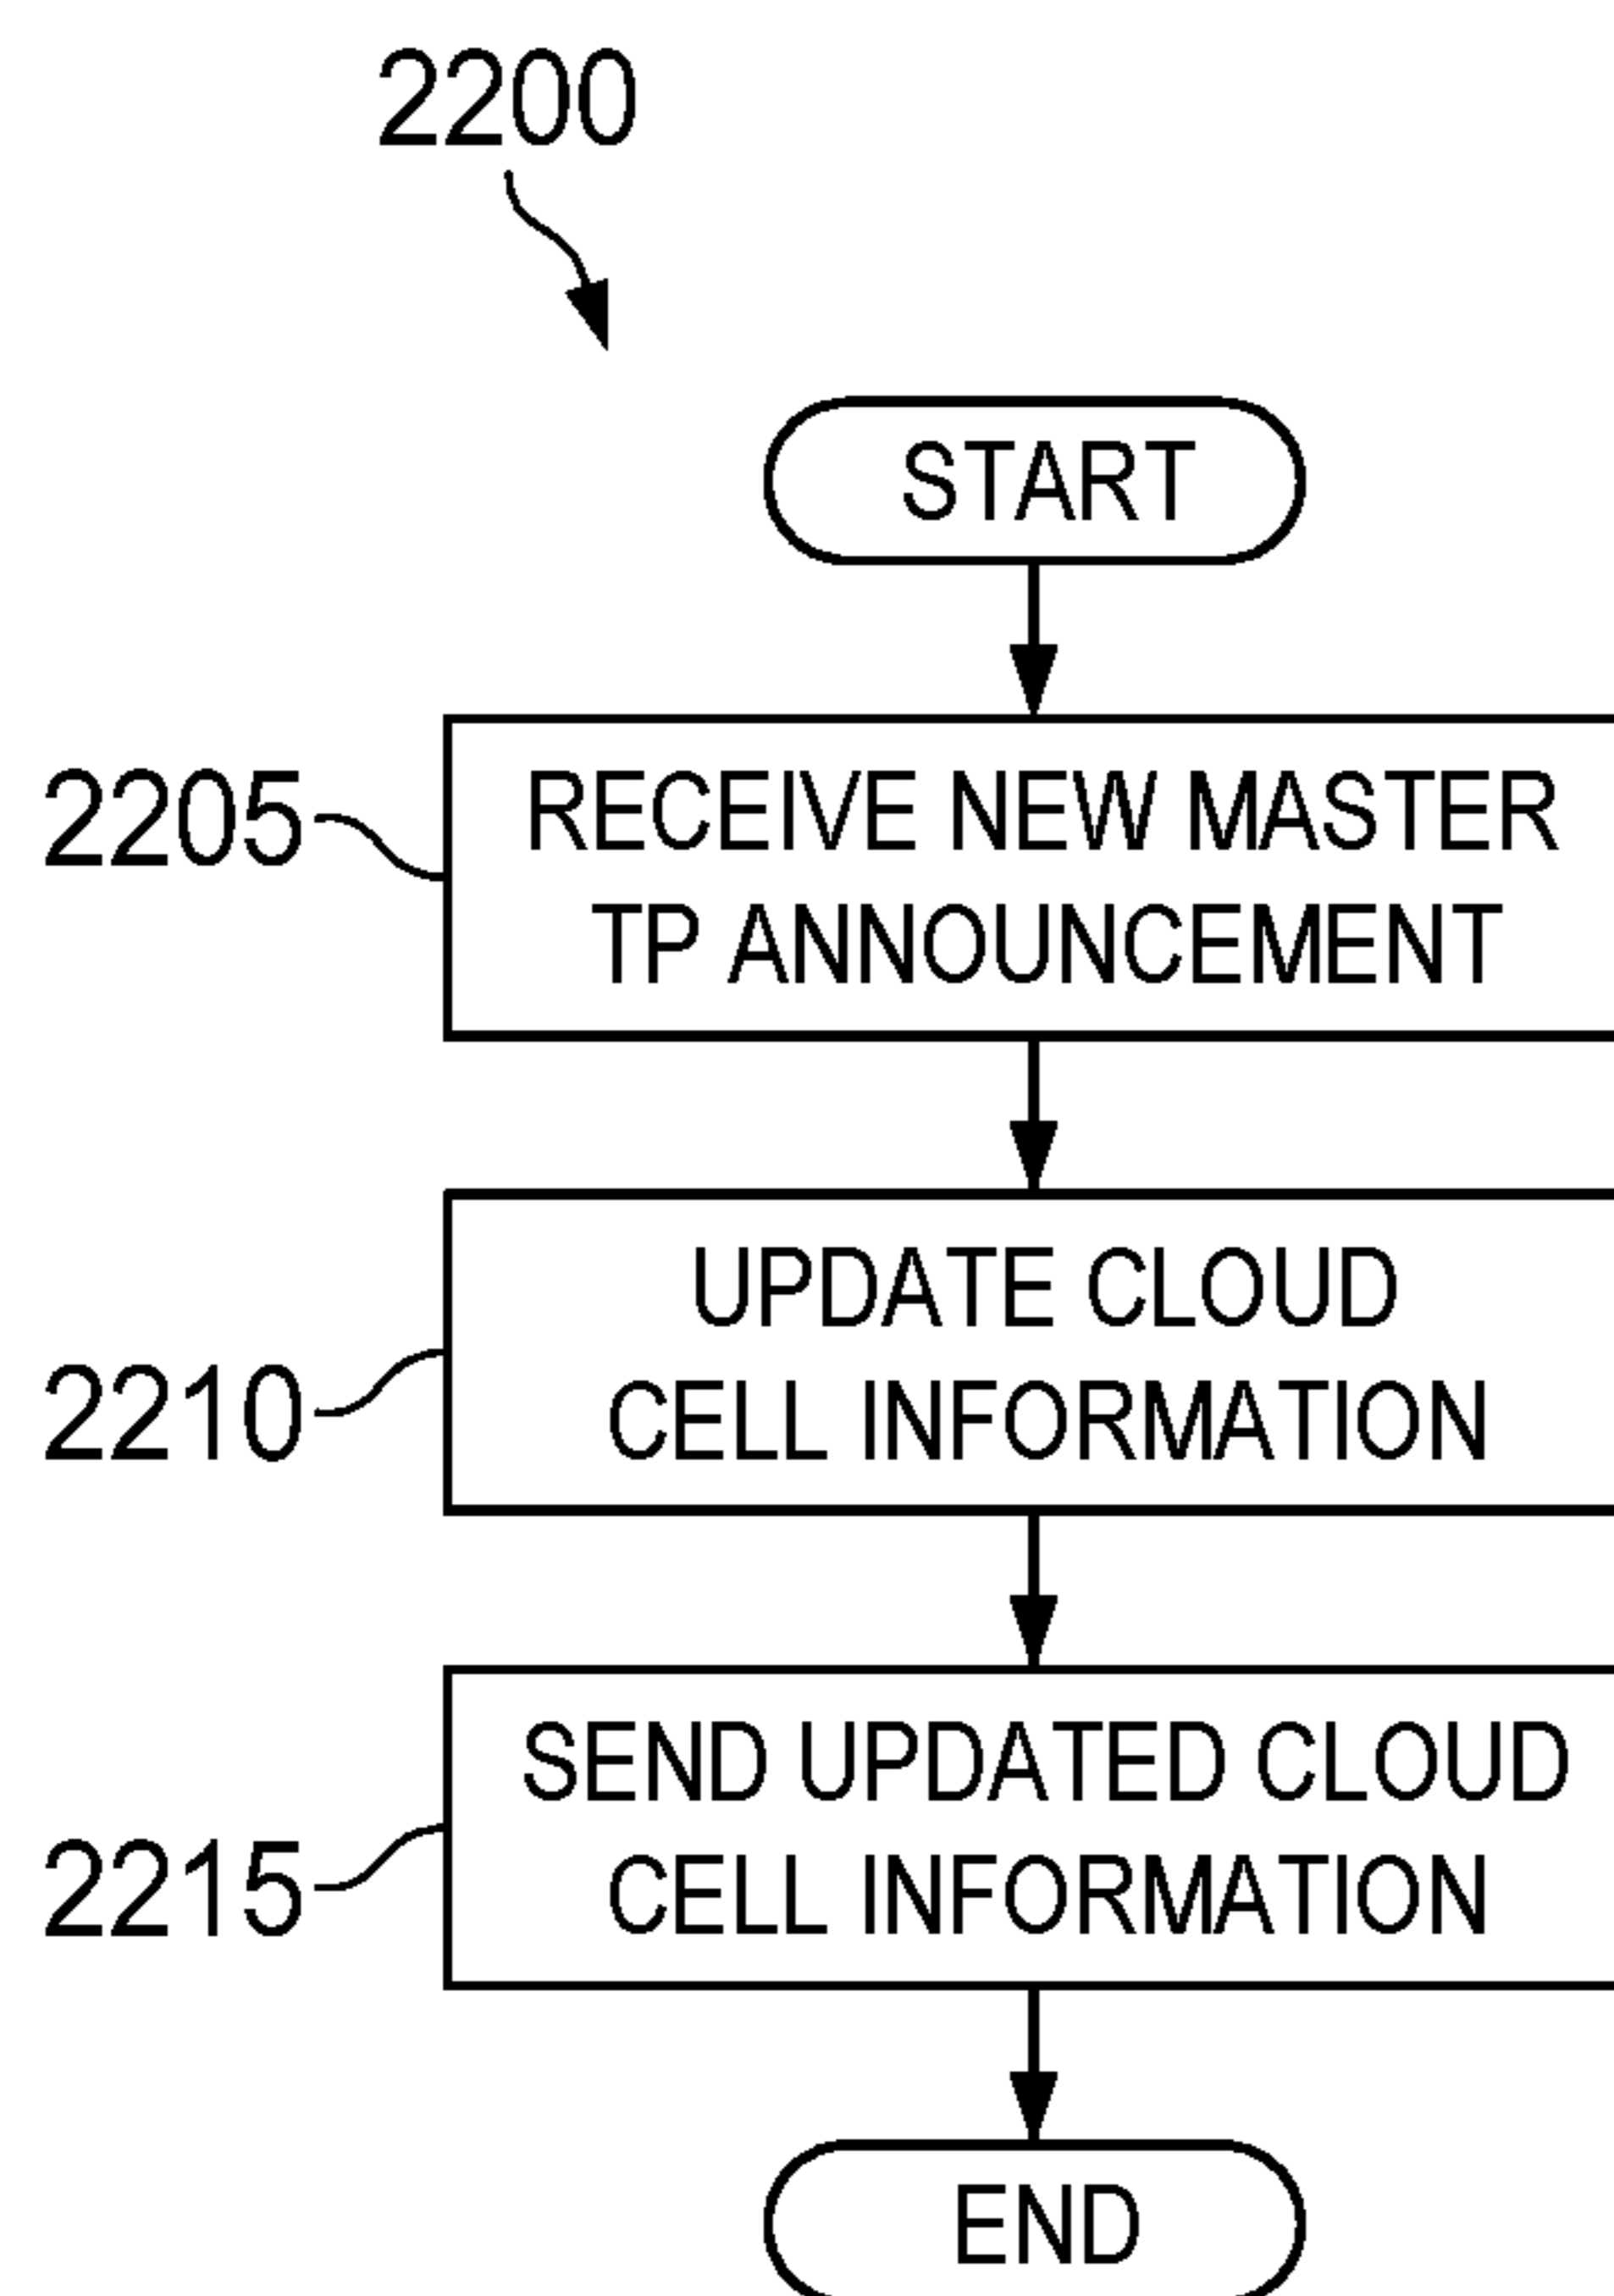 2200
START
2205
RECEIVE NEW MASTER
TP ANNOUNCEMENT
UPDATE CLOUD
CELL INFORMATION
2210
SEND UPDATED CLOUD
CELL INFORMATION
2215
END